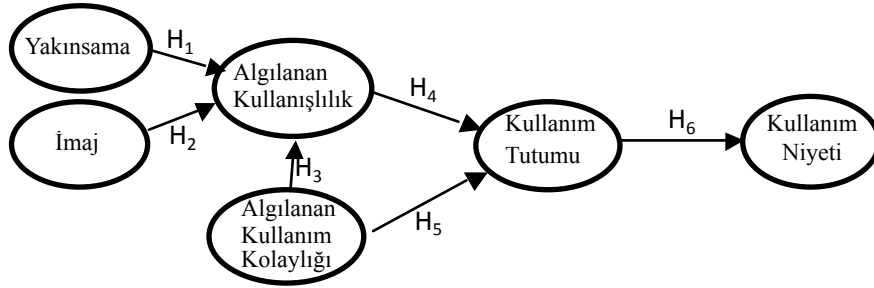 Yakınsama
H1
Algılanan
Kullanışlılık
İmaj
H2
H3
H4
Algılanan
Kullanım
Kolaylığı
H5
Kullanım
Tutumu
H6
Kullanım
Niyeti